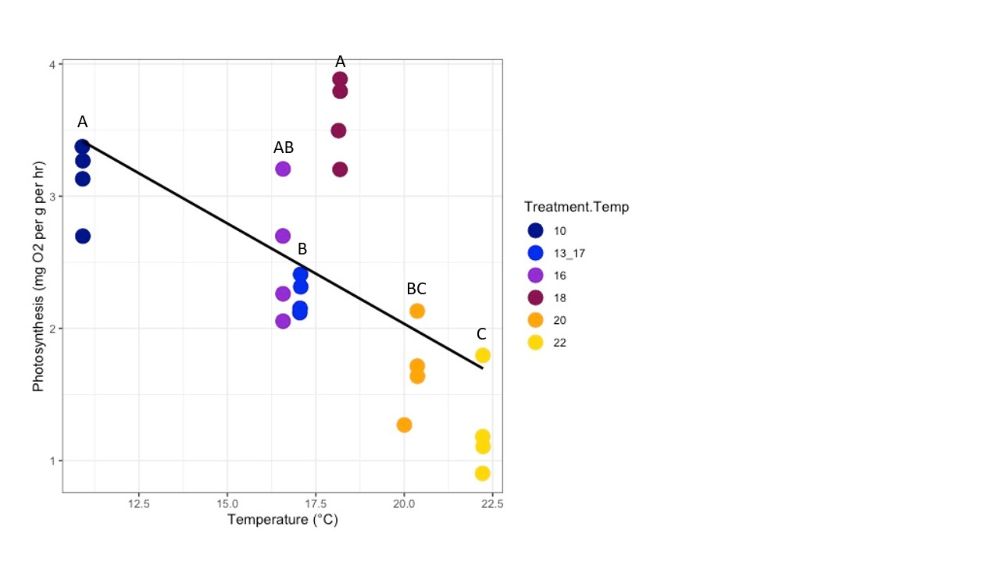 A
4
A
AB
3
B
BC
C
2
1
12.5 15.0 17.5 20.0 22.5
Temperature (°C)
Photosynthesis (mg O2 per g per hr)
Treatment.Temp
10
13_17
16
18
20
22